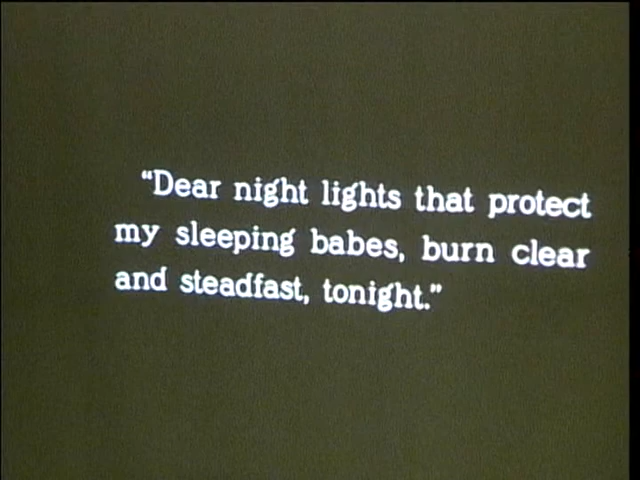 “Dear night lights that protect
my sleeping babes, burn clear
and steadfast, tonight.”